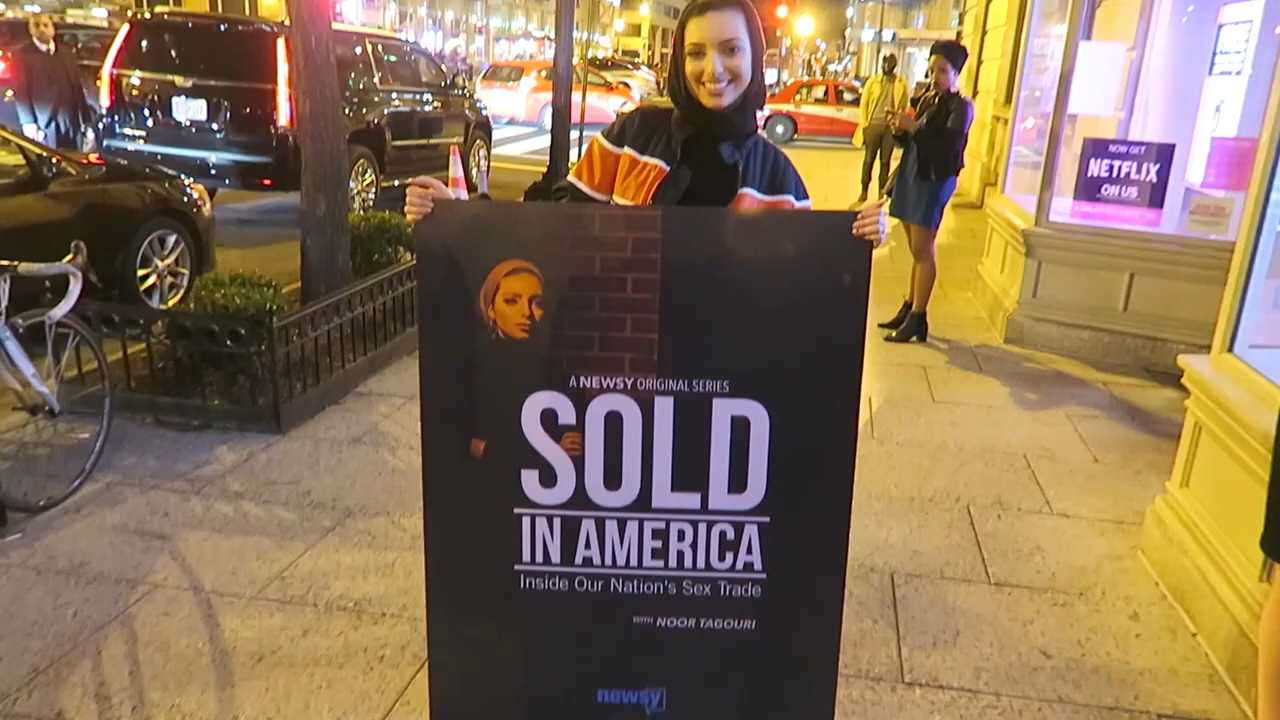 NOW GET
NETFLIX
ON US
A NEWSY ORIGINAL SERIES
SOLD
IN AMERICA
Inside Our Nation's Sex Trade
WITH NOOR TAGOURI
newsy